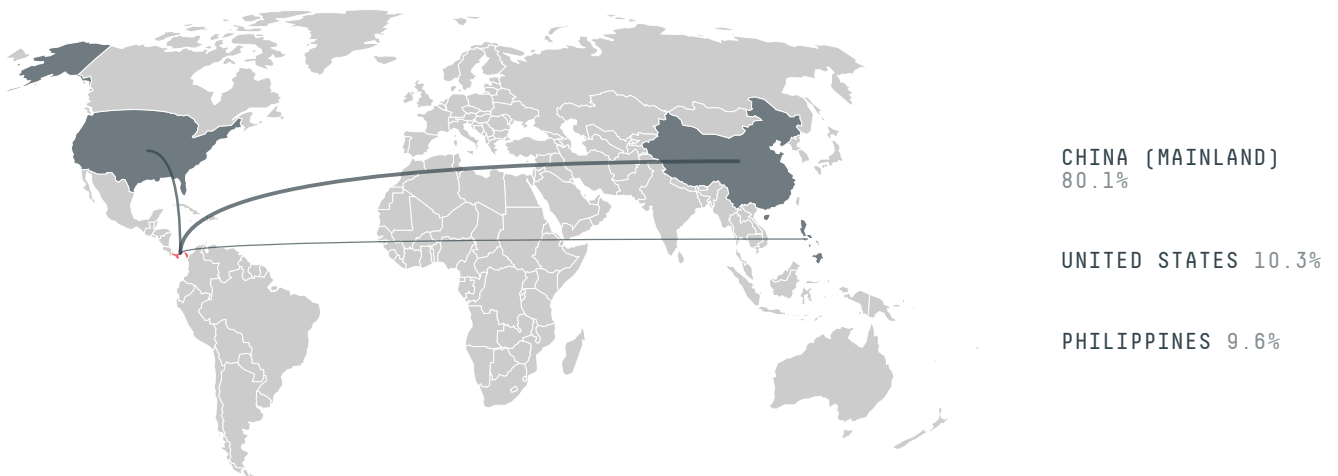 CHINA (MAINLAND)
80.1%
UNITED STATES 10.3%
PHILIPPINES 9.6%